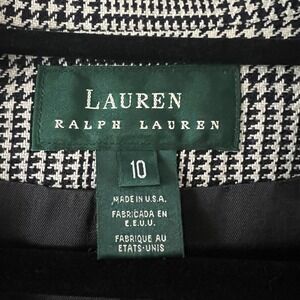 LAUREN
RALPH LAUREN
10
MADE IN U.S.A.
FABRICADA EN
E.E.U.U.
FABRIQUE AU
ETATS-UNIS